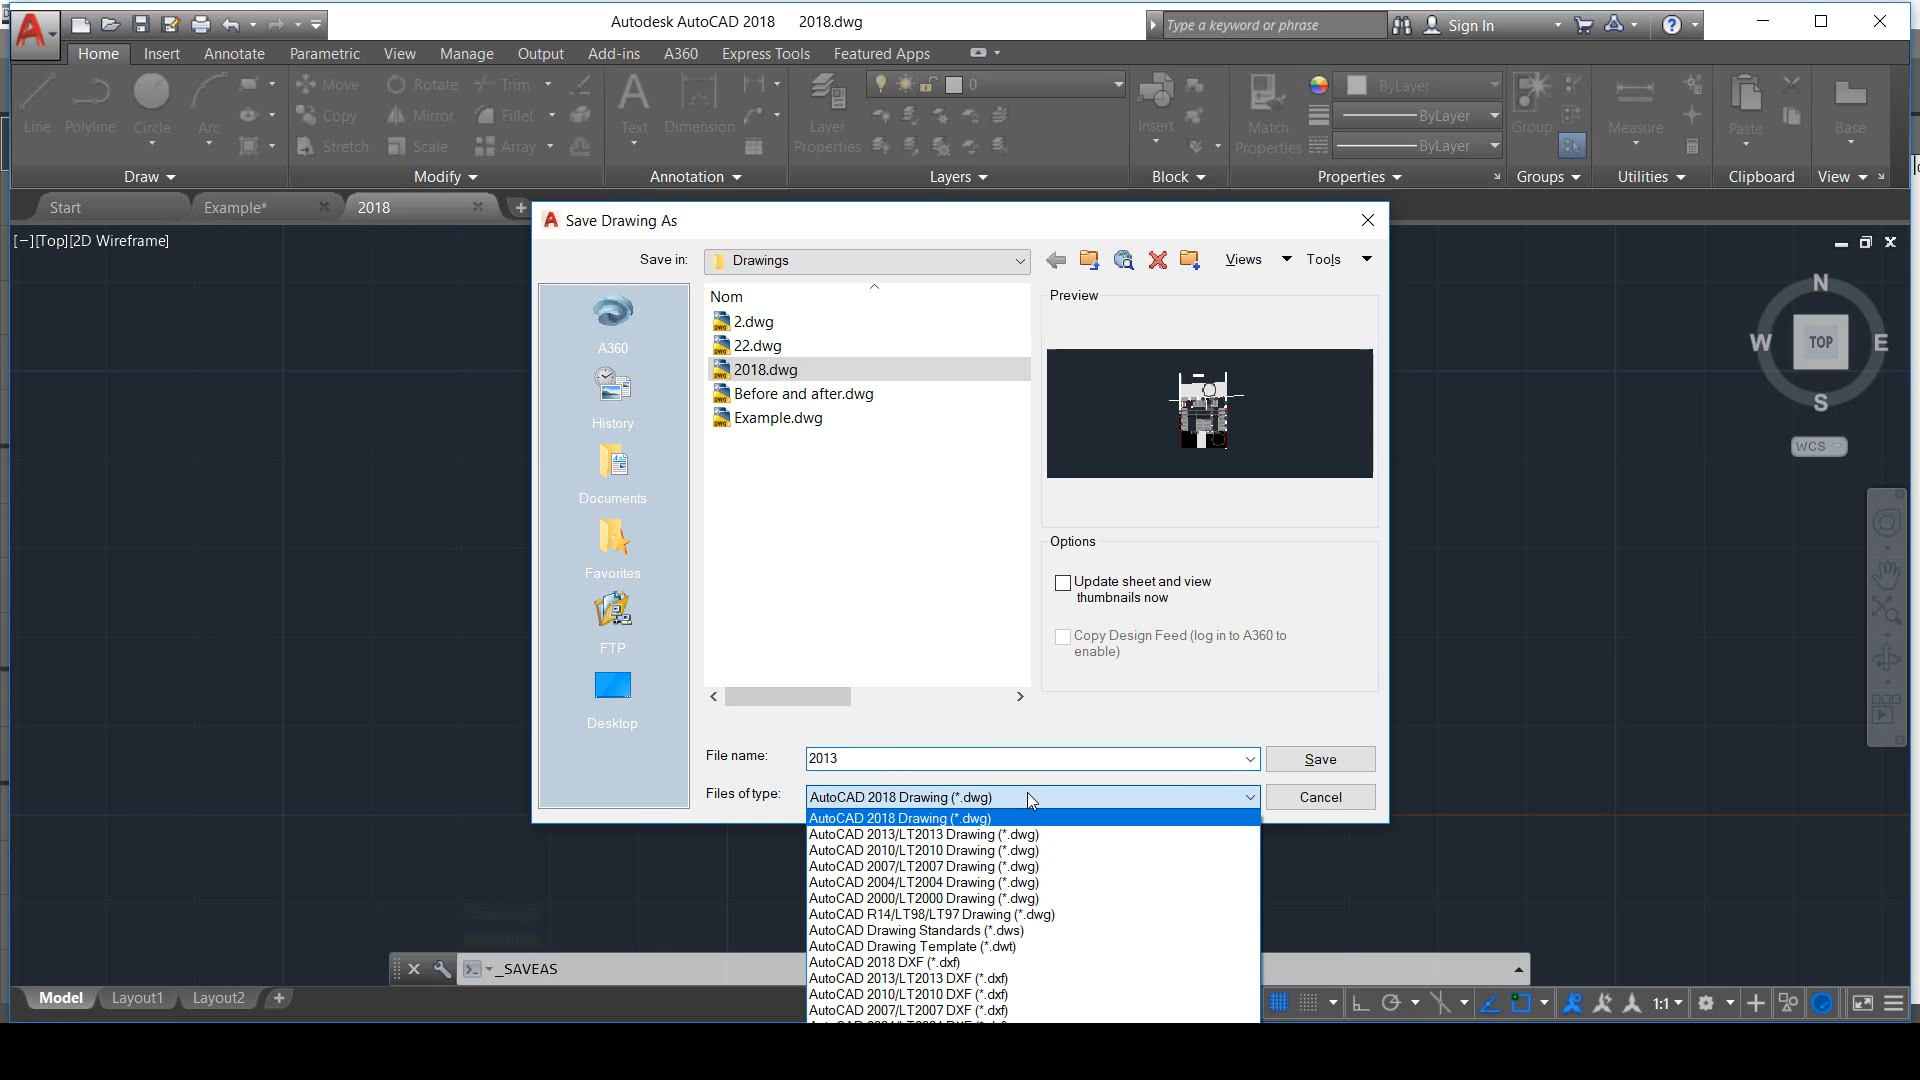 Autodesk AutoCAD 2018 2018.dwg
Type a keyword or phrase
Sign In
Home Insert Annotate Parametric View Manage Output Add-ins A360 Express Tools Featured Apps
Line Polyline Circle Arc
Move Rotate Trim
Copy Mirror Fillet
Stretch Scale Array
Text Dimension
Layer
Properties
0
Insert
Match
Properties
ByLayer
ByLayer
ByLayer
Group
Measure
Paste
Base
Draw Modify Annotation Layers Block Properties Groups Utilities Clipboard View
Start Example* 2018
[−][Top][2D Wireframe]
Save Drawing As
Save in: Drawings
Views Tools
A360
History
Documents
Favorites
FTP
Desktop
Nom
2.dwg
22.dwg
2018.dwg
Before and after.dwg
Example.dwg
Preview
Options
Update sheet and view
thumbnails now
Copy Design Feed (log in to A360 to
enable)
File name: 2013 Save
Files of type: AutoCAD 2018 Drawing (*.dwg) Cancel
AutoCAD 2018 Drawing (*.dwg)
AutoCAD 2013/LT2013 Drawing (*.dwg)
AutoCAD 2010/LT2010 Drawing (*.dwg)
AutoCAD 2007/LT2007 Drawing (*.dwg)
AutoCAD 2004/LT2004 Drawing (*.dwg)
AutoCAD 2000/LT2000 Drawing (*.dwg)
AutoCAD R14/LT98/LT97 Drawing (*.dwg)
AutoCAD Drawing Standards (*.dws)
AutoCAD Drawing Template (*.dwt)
AutoCAD 2018 DXF (*.dxf)
AutoCAD 2013/LT2013 DXF (*.dxf)
AutoCAD 2010/LT2010 DXF (*.dxf)
AutoCAD 2007/LT2007 DXF (*.dxf)
N
W TOP E
S
WCS
_SAVEAS
Model Layout1 Layout2
1:1